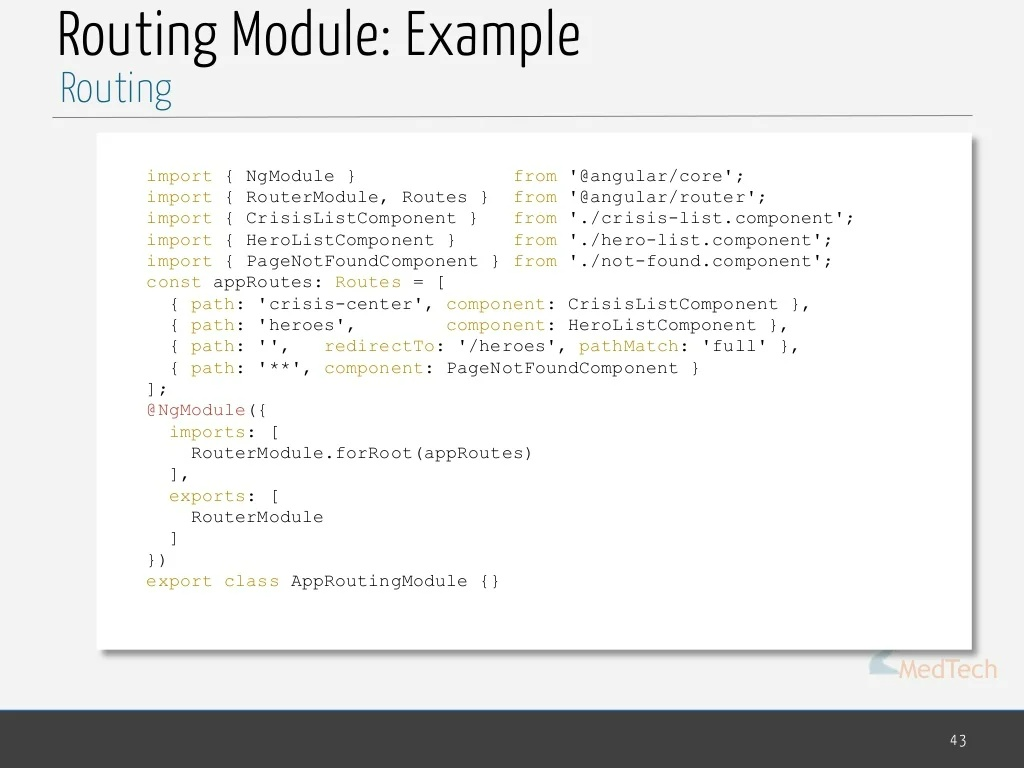 Routing Module: Example
Routing
import { NgModule }              from '@angular/core';
import { RouterModule, Routes }  from '@angular/router';
import { CrisisListComponent }   from './crisis-list.component';
import { HeroListComponent }     from './hero-list.component';
import { PageNotFoundComponent } from './not-found.component';
const appRoutes: Routes = [
  { path: 'crisis-center', component: CrisisListComponent },
  { path: 'heroes',        component: HeroListComponent },
  { path: '',   redirectTo: '/heroes', pathMatch: 'full' },
  { path: '**', component: PageNotFoundComponent }
];
@NgModule({
  imports: [
    RouterModule.forRoot(appRoutes)
  ],
  exports: [
    RouterModule
  ]
})
export class AppRoutingModule {}
MedTech
43